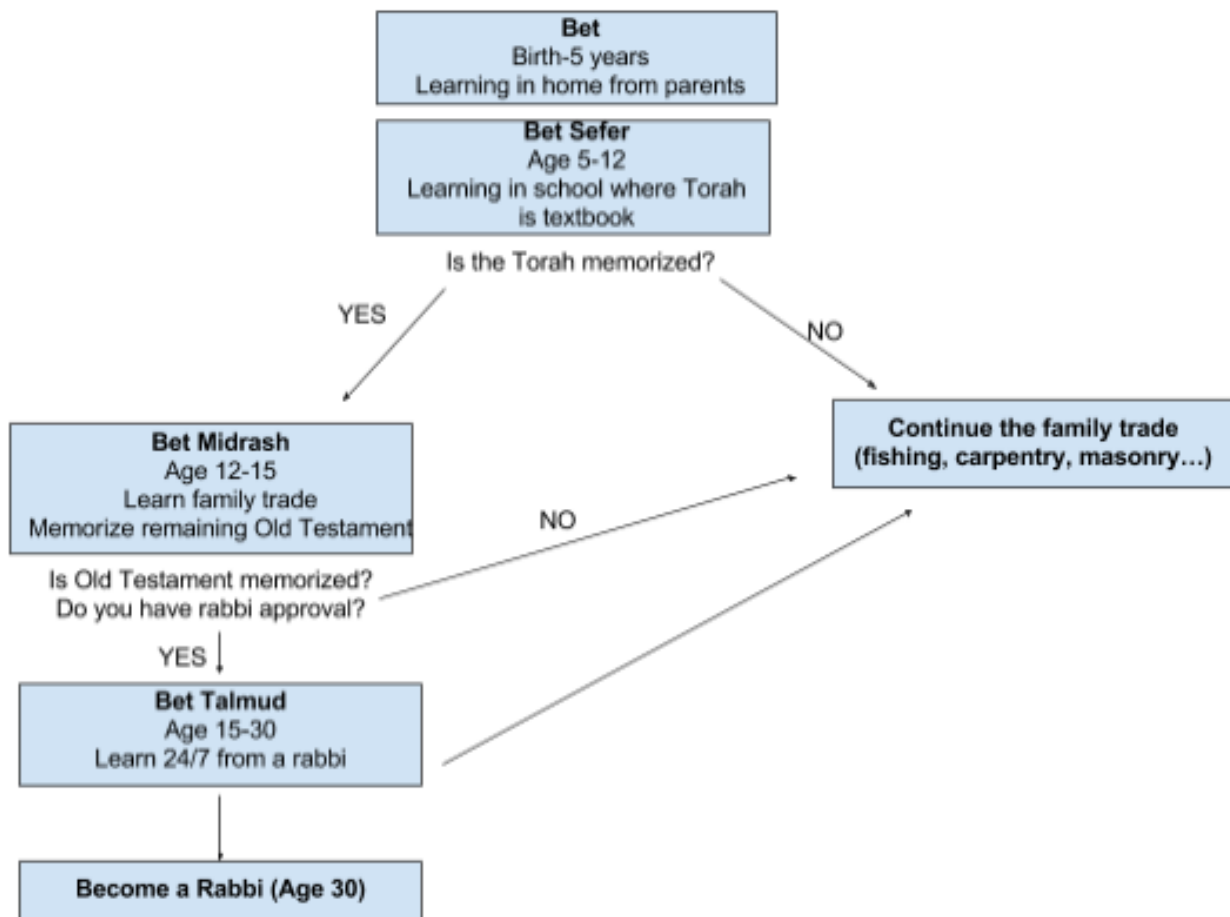 Bet
Birth-5 years
Learning in home from parents
Bet Sefer
Age 5-12
Learning in school where Torah
is textbook
Is the Torah memorized?
YES
NO
Bet Midrash
Age 12-15
Learn family trade
Memorize remaining Old Testament
Continue the family trade
(fishing, carpentry, masonry...)
NO
Is Old Testament memorized?
Do you have rabbi approval?
YES
Bet Talmud
Age 15-30
Learn 24/7 from a rabbi
Become a Rabbi (Age 30)